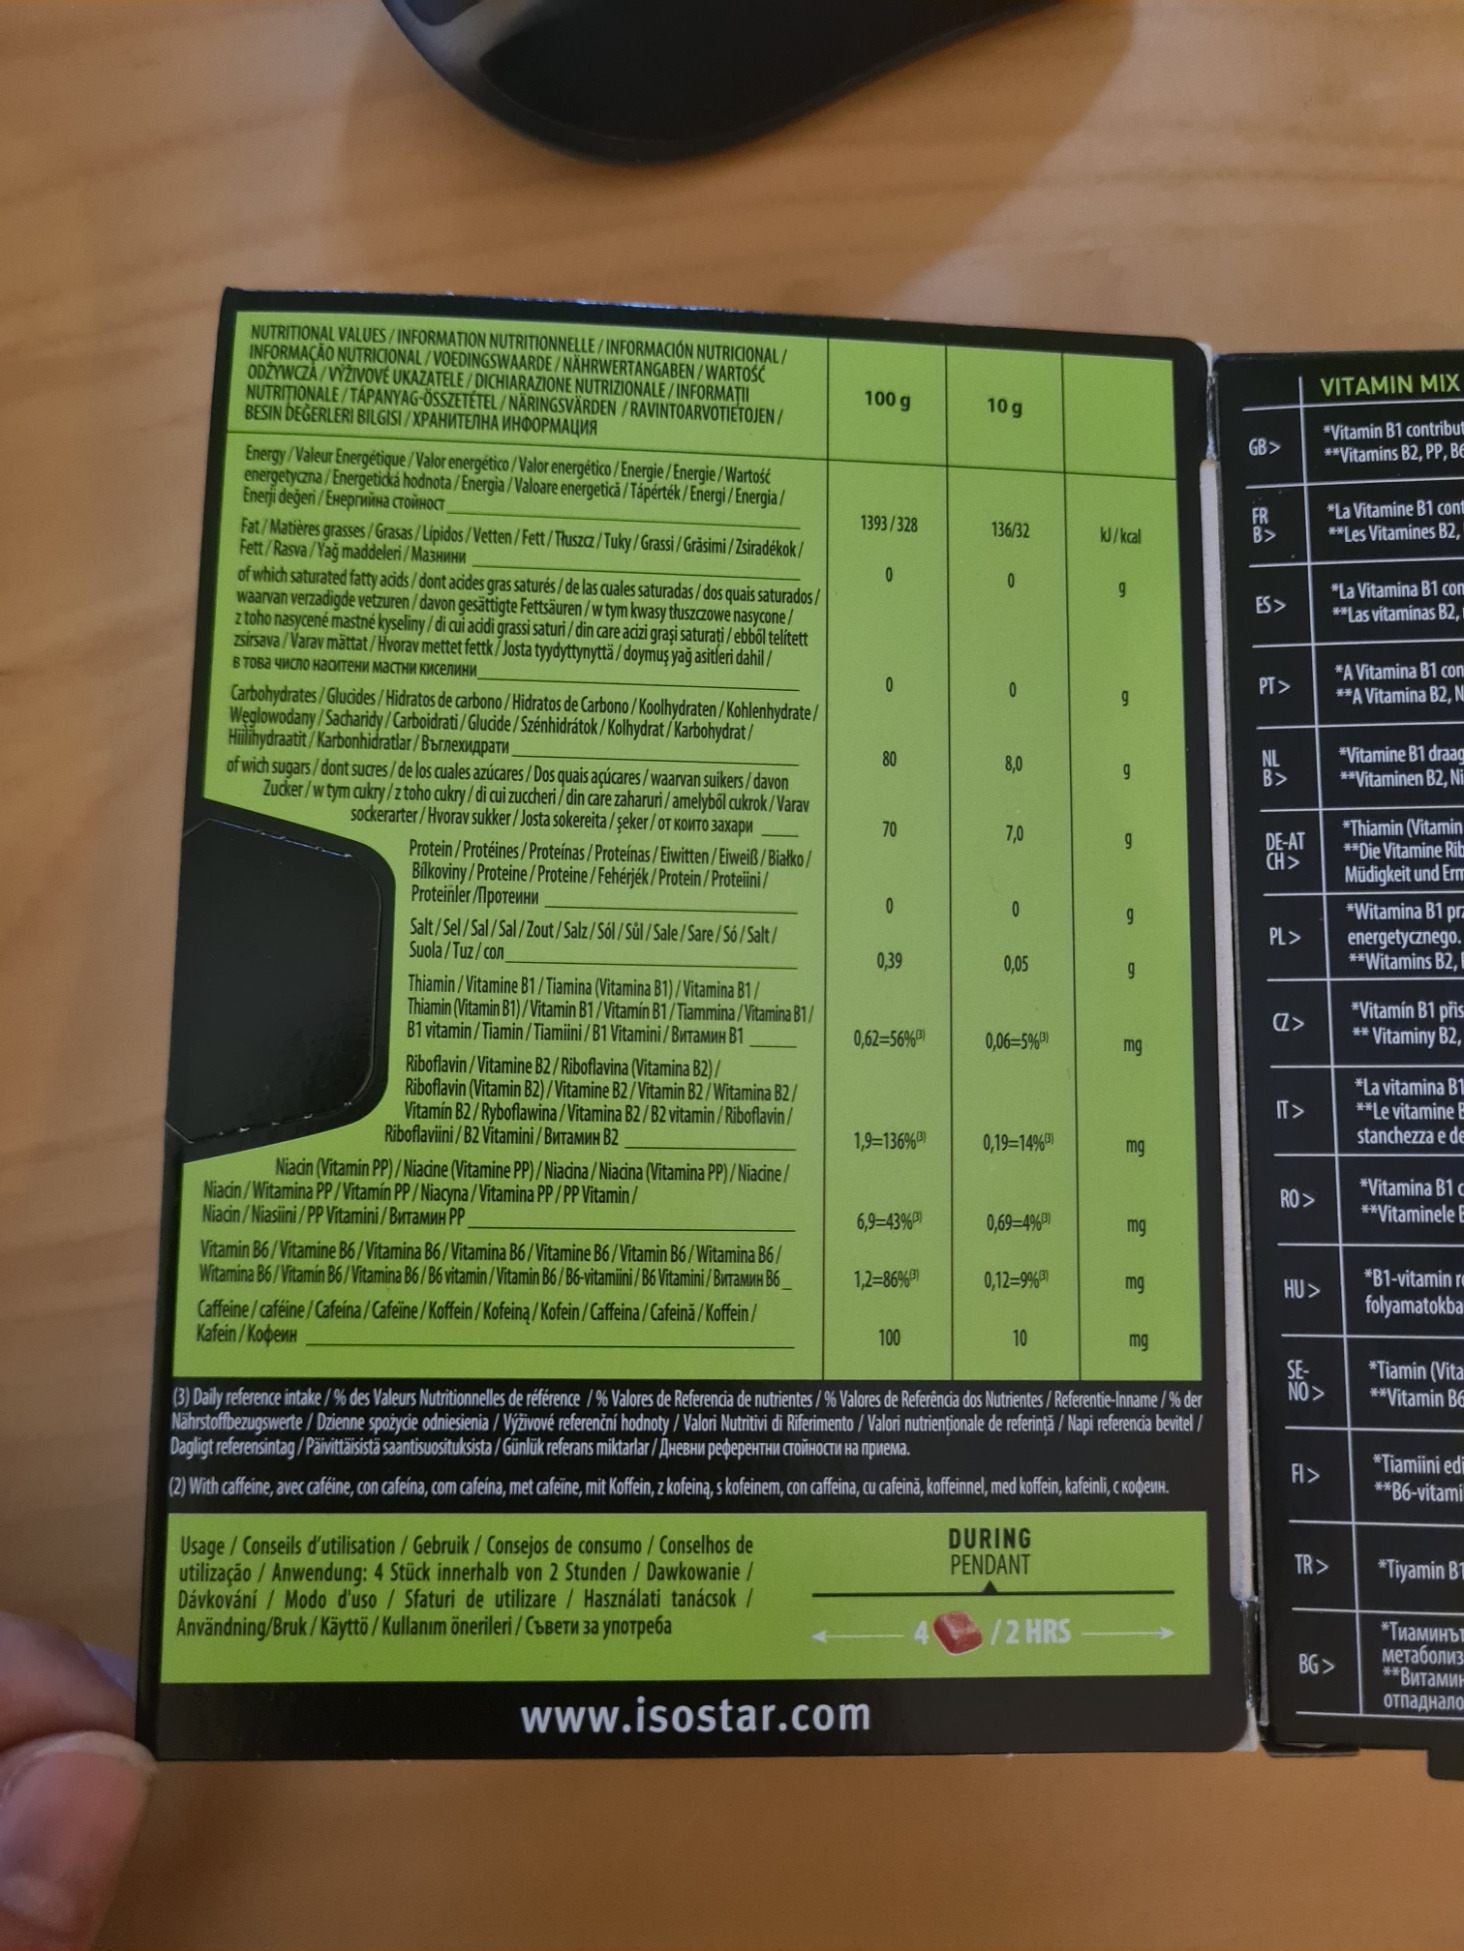 NUTRITIONAL VALUES / INFORMATION NUTRITIONNELLE / INFORMACIÓN NUTRICIONAL /
INFORMAÇÃO NUTRICIONAL / VOEDINGSWAARDE / NÄHRWERTANGABEN / WARTOŚĆ
ODŻYWCZA / VÝŽIVOVÉ UKAZATELE / DICHIARAZIONE NUTRIZIONALE / INFORMAȚII
NUTRIȚIONALE / TÁPANYAG-ÖSSZETÉTEL / NÄRINGSVÄRDEN / RAVINTOARVOTIETOJEN /
BESIN DEĞERLERI BILGISI / ХРАНИТЕЛНА ИНФОРМАЦИЯ
100 g 10 g
Energy / Valeur Energétique / Valor energético / Valor energético / Energie / Energie / Wartość
energetyczna / Energetická hodnota / Energia / Valoare energetică / Tápérték / Energi / Energia /
Enerji değeri / Енергийна стойност
1393 / 328 136/32 kJ / kcal
Fat / Matières grasses / Grasas / Lípidos / Vetten / Fett / Tłuszcz / Tuky / Grassi / Grăsimi / Zsiradékok /
Fett / Rasva / Yağ maddeleri / Мазнини
0 0 g
of which saturated fatty acids / dont acides gras saturés / de las cuales saturadas / dos quais saturados /
waarvan verzadigde vetzuren / davon gesättigte Fettsäuren / w tym kwasy tłuszczowe nasycone /
z toho nasycené mastné kyseliny / di cui acidi grassi saturi / din care acizi grași saturați / ebből telített
zsírsava / Varav mättat / Hvorav mettet fettk / Josta tyydyttynyttä / doymuş yağ asitleri dahil /
в това число наситени мастни киселини
0 0 g
Carbohydrates / Glucides / Hidratos de carbono / Hidratos de Carbono / Koolhydraten / Kohlenhydrate /
Węglowodany / Sacharidy / Carboidrati / Glucide / Szénhidrátok / Kolhydrat / Karbohydrat /
Hiilihydraatit / Karbonhidratlar / Въглехидрати
80 8,0 g
of wich sugars / dont sucres / de los cuales azúcares / Dos quais açúcares / waarvan suikers / davon
Zucker / w tym cukry / z toho cukry / di cui zuccheri / din care zaharuri / amelyből cukrok / Varav
sockerarter / Hvorav sukker / Josta sokereita / şeker / от които захари
70 7,0 g
Protein / Protéines / Proteínas / Proteínas / Eiwitten / Eiweiß / Białko /
Bílkoviny / Proteine / Proteine / Fehérjék / Protein / Proteiini /
Proteiinler /Протеини
0 0 g
Salt / Sel / Sal / Sal / Zout / Salz / Sól / Sůl / Sale / Sare / Só / Salt /
Suola / Tuz / сол
0,39 0,05 g
Thiamin / Vitamine B1 / Tiamina (Vitamina B1) / Vitamina B1 /
Thiamin (Vitamin B1) / Vitamin B1 / Vitamín B1 / Tiammina / Vitamina B1 /
B1 vitamin / Tiamin / Tiamiini / B1 Vitamini / Витамин B1
0,62=56%(3) 0,06=5%(3) mg
Riboflavin / Vitamine B2 / Riboflavina (Vitamina B2) /
Riboflavin (Vitamin B2) / Vitamine B2 / Vitamin B2 / Witamina B2 /
Vitamín B2 / Ryboflawina / Vitamina B2 / B2 vitamin / Riboflavin /
Riboflaviini / B2 Vitamini / Витамин B2
1,9=136%(3) 0,19=14%(3) mg
Niacin (Vitamin PP) / Niacine (Vitamine PP) / Niacina / Niacina (Vitamina PP) / Niacine /
Niacin / Witamina PP / Vitamín PP / Niacyna / Vitamina PP / PP Vitamin /
Niacin / Niasiini / PP Vitamini / Витамин PP
6,9=43%(3) 0,69=4%(3) mg
Vitamin B6 / Vitamine B6 / Vitamina B6 / Vitamina B6 / Vitamine B6 / Vitamin B6 / Witamina B6 /
Witamina B6 / Vitamín B6 / Vitamina B6 / B6 vitamin / Vitamin B6 / B6-vitamiini / B6 Vitamini / Витамин B6
1,2=86%(3) 0,12=9%(3) mg
Caffeine / caféine / Cafeína / Cafeïne / Koffein / Kofeiną / Kofein / Caffeina / Cafeină / Koffein /
Kafein / Кофеин
100 10 mg
(3) Daily reference intake / % des Valeurs Nutritionnelles de référence / % Valores de Referencia de nutrientes / % Valores de Referência dos Nutrientes / Referentie-Inname / % der
Nährstoffbezugswerte / Dzienne spożycie odniesienia / Výživové referenční hodnoty / Valori Nutritivi di Riferimento / Valori nutrienționale de referință / Napi referencia bevitel /
Dagligt referensintag / Päivittäisistä saantisuosituksista / Günlük referans miktarlar / Дневни референтни стойности на приема.
(2) With caffeine, avec caféine, con cafeína, com cafeína, met cafeïne, mit Koffein, z kofeiną, s kofeinem, con caffeina, cu cafeină, koffeinnel, med koffein, kafeinli, с кофеин.
Usage / Conseils d'utilisation / Gebruik / Consejos de consumo / Conselhos de
utilização / Anwendung: 4 Stück innerhalb von 2 Stunden / Dawkowanie /
Dávkování / Modo d'uso / Sfaturi de utilizare / Használati tanácsok /
Användning/Bruk / Käyttö / Kullanım önerileri / Съвети за употреба
DURING
PENDANT
4 / 2 HRS
www.isostar.com
VITAMIN MIX
GB >
*Vitamin B1 contribut
**Vitamins B2, PP, B6
FR
B >
*La Vitamine B1 cont
**Les Vitamines B2,
ES >
*La Vitamina B1 con
**Las vitaminas B2,
PT >
*A Vitamina B1 con
**A Vitamina B2, N
NL
B >
*Vitamine B1 draag
**Vitaminen B2, Ni
DE-AT
CH >
*Thiamin (Vitamin
**Die Vitamine Rib
Müdigkeit und Erm
PL >
*Witamina B1 prz
energetycznego.
**Witamins B2,
CZ >
*Vitamín B1 přis
** Vitaminy B2,
IT >
*La vitamina B1
**Le vitamine B
stanchezza e de
RO >
*Vitamina B1 c
**Vitaminele B
HU >
*B1-vitamin r
folyamatokba
SE-
NO >
*Tiamin (Vita
**Vitamin B6
FI >
*Tiamiini edi
**B6-vitami
TR >
*Tiyamin B1
BG >
*Тиаминът
метаболиз
**Витамин
отпадналo